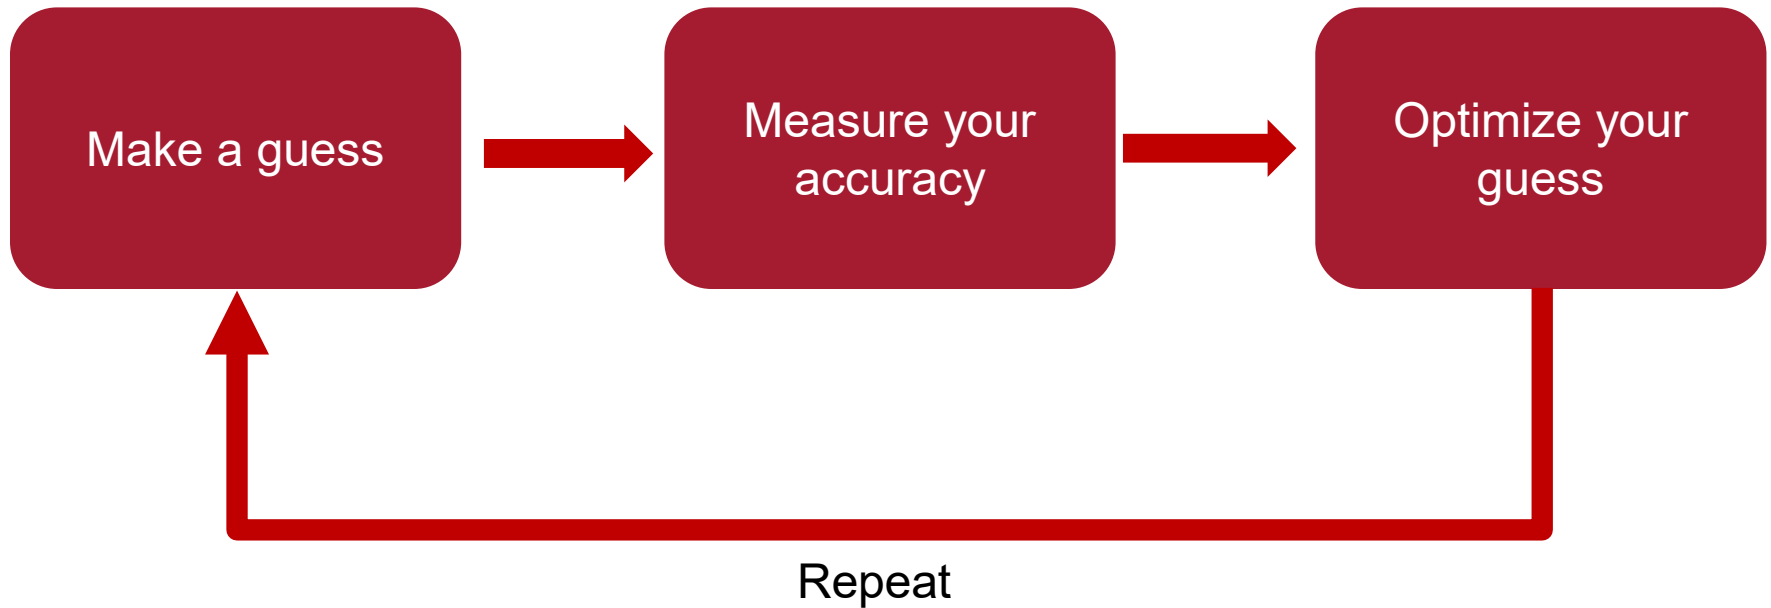 Make a guess
Measure your
accuracy
Optimize your
guess
Repeat